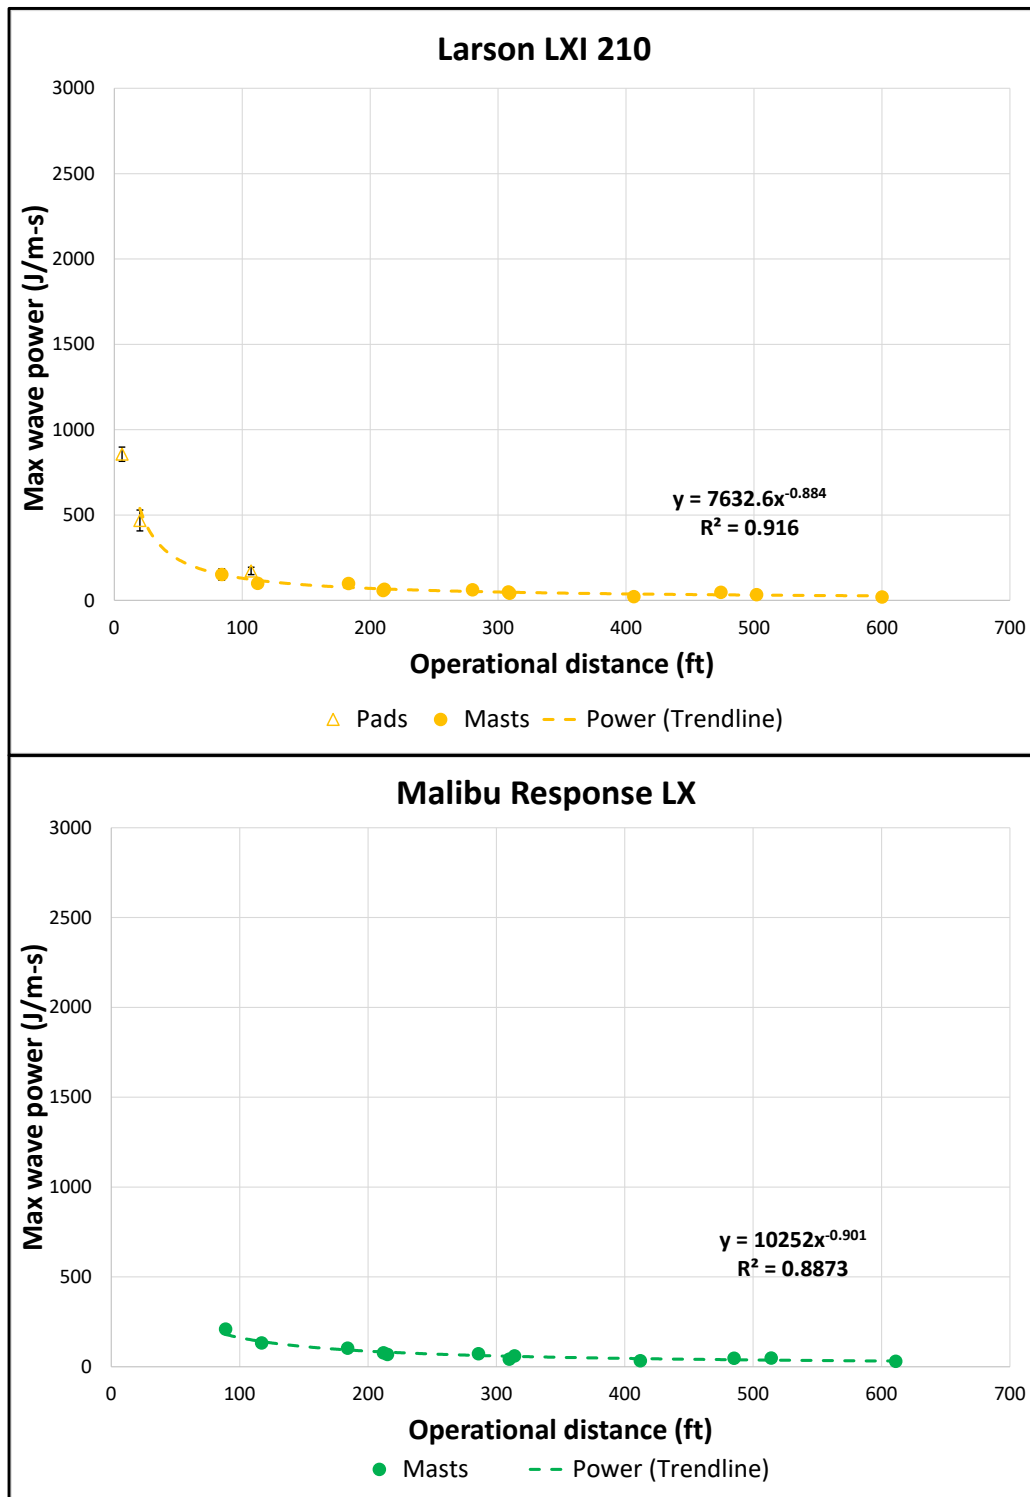 Larson LXI 210
3000
2500
2000
1500
1000
500
0
Max wave power (J/m-s)
y = 7632.6x^-0.884
R² = 0.916
0 100 200 300 400 500 600 700
Operational distance (ft)
Pads Masts Power (Trendline)
Malibu Response LX
3000
2500
2000
1500
1000
500
0
Max wave power (J/m-s)
y = 10252x^-0.901
R² = 0.8873
0 100 200 300 400 500 600 700
Operational distance (ft)
Masts Power (Trendline)